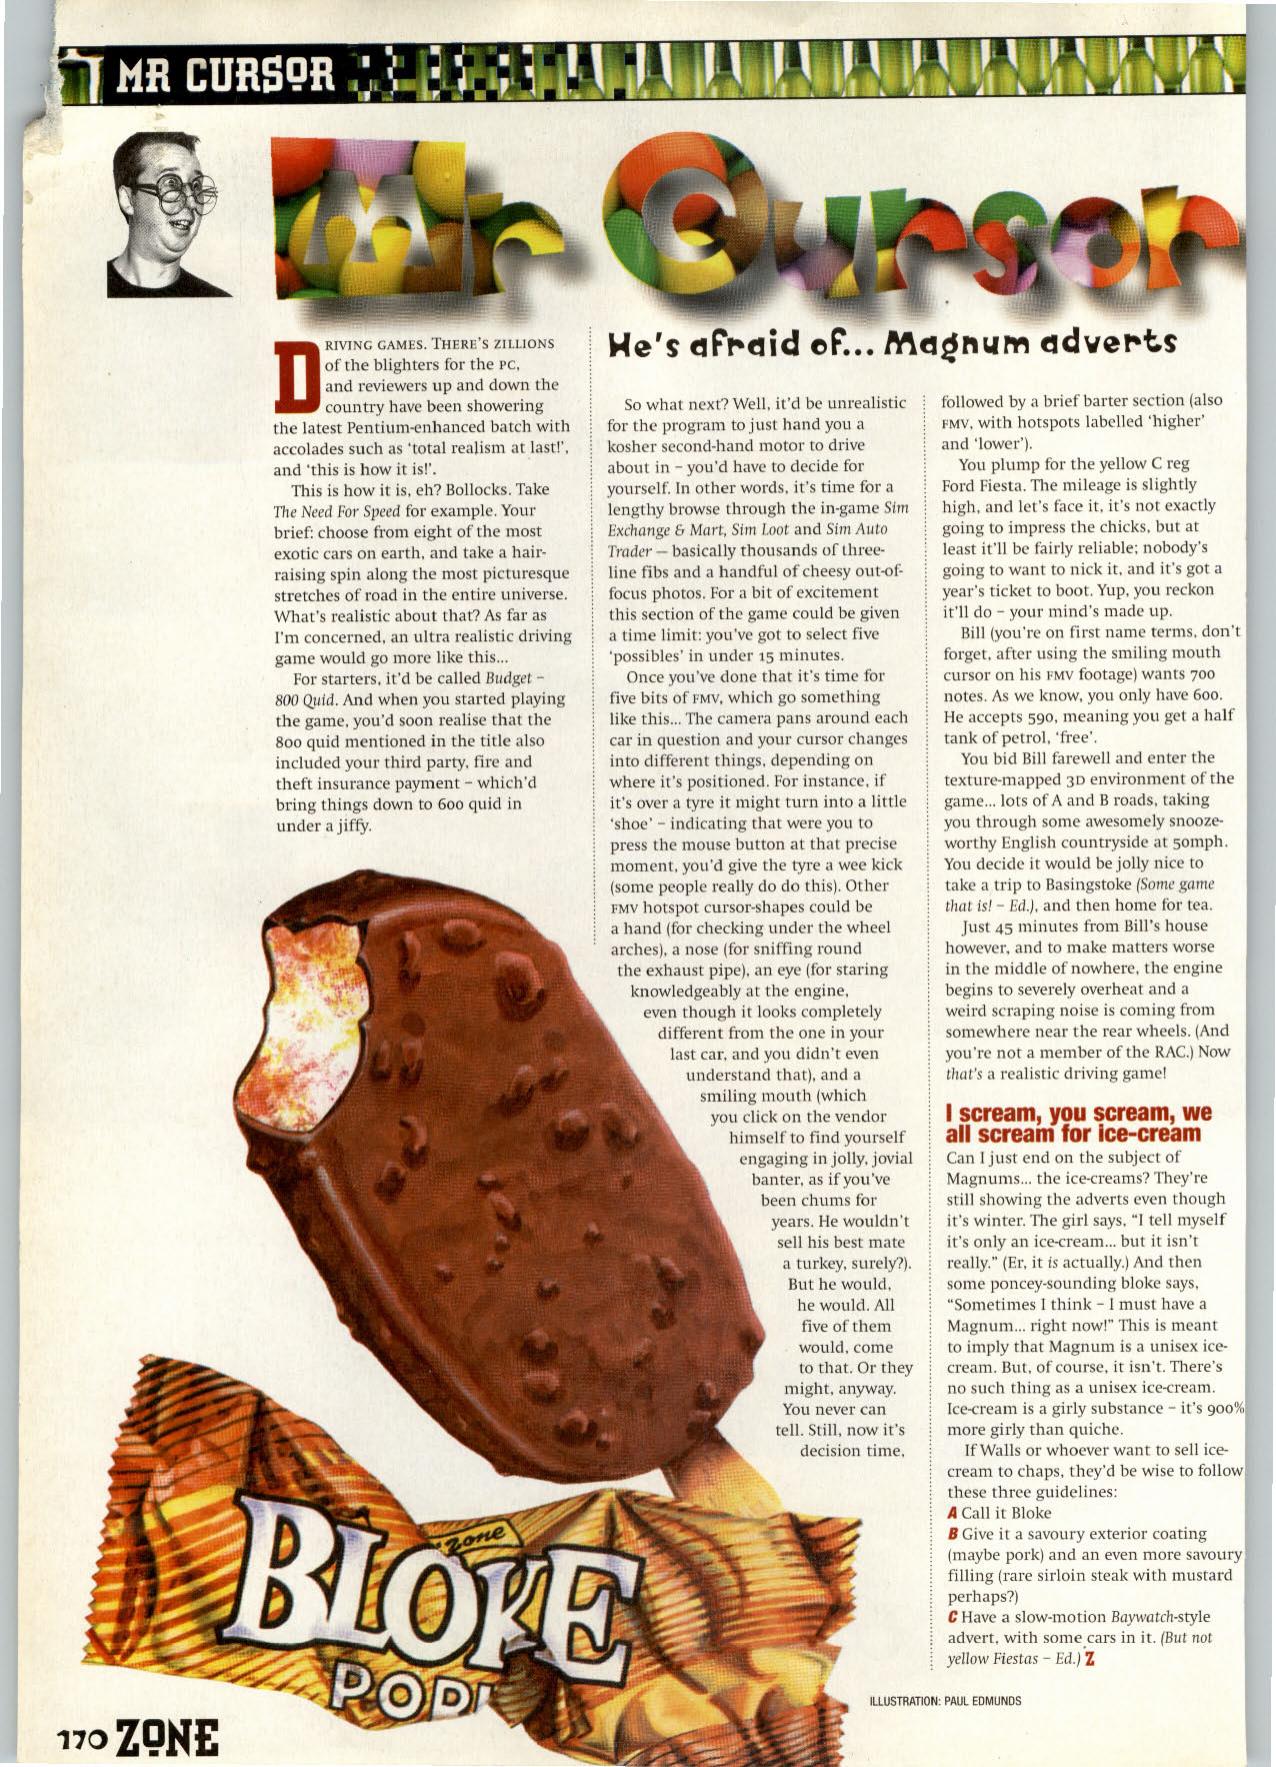 MR CURSOR
Mr Cursor
He's afraid of... Magnum adverts
DRIVING GAMES. THERE'S ZILLIONS
of the blighters for the PC,
and reviewers up and down the
country have been showering
the latest Pentium-enhanced batch with
accolades such as 'total realism at last!',
and 'this is how it is!'.
This is how it is, eh? Bollocks. Take
The Need For Speed for example. Your
brief: choose from eight of the most
exotic cars on earth, and take a hair-
raising spin along the most picturesque
stretches of road in the entire universe.
What's realistic about that? As far as
I'm concerned, an ultra realistic driving
game would go more like this...
For starters, it'd be called Budget –
800 Quid. And when you started playing
the game, you'd soon realise that the
800 quid mentioned in the title also
included your third party, fire and
theft insurance payment – which'd
bring things down to 600 quid in
under a jiffy.
So what next? Well, it'd be unrealistic
for the program to just hand you a
kosher second-hand motor to drive
about in – you'd have to decide for
yourself. In other words, it's time for a
lengthy browse through the in-game Sim
Exchange & Mart, Sim Loot and Sim Auto
Trader — basically thousands of three-
line fibs and a handful of cheesy out-of-
focus photos. For a bit of excitement
this section of the game could be given
a time limit: you've got to select five
'possibles' in under 15 minutes.
Once you've done that it's time for
five bits of FMV, which go something
like this... The camera pans around each
car in question and your cursor changes
into different things, depending on
where it's positioned. For instance, if
it's over a tyre it might turn into a little
'shoe' – indicating that were you to
press the mouse button at that precise
moment, you'd give the tyre a wee kick
(some people really do do this). Other
FMV hotspot cursor-shapes could be
a hand (for checking under the wheel
arches), a nose (for sniffing round
the exhaust pipe), an eye (for staring
knowledgeably at the engine,
even though it looks completely
different from the one in your
last car, and you didn't even
understand that), and a
smiling mouth (which
you click on the vendor
himself to find yourself
engaging in jolly, jovial
banter, as if you've
been chums for
years. He wouldn't
sell his best mate
a turkey, surely?).
But he would,
he would. All
five of them
would, come
to that. Or they
might, anyway.
You never can
tell. Still, now it's
decision time,
followed by a brief barter section (also
FMV, with hotspots labelled 'higher'
and 'lower').
You plump for the yellow C reg
Ford Fiesta. The mileage is slightly
high, and let's face it, it's not exactly
going to impress the chicks, but at
least it'll be fairly reliable; nobody's
going to want to nick it, and it's got a
year's ticket to boot. Yup, you reckon
it'll do – your mind's made up.
Bill (you're on first name terms, don't
forget, after using the smiling mouth
cursor on his FMV footage) wants 700
notes. As we know, you only have 600.
He accepts 590, meaning you get a half
tank of petrol, 'free'.
You bid Bill farewell and enter the
texture-mapped 3D environment of the
game... lots of A and B roads, taking
you through some awesomely snooze-
worthy English countryside at 50mph.
You decide it would be jolly nice to
take a trip to Basingstoke (Some game
that is! – Ed.), and then home for tea.
Just 45 minutes from Bill's house
however, and to make matters worse
in the middle of nowhere, the engine
begins to severely overheat and a
weird scraping noise is coming from
somewhere near the rear wheels. (And
you're not a member of the RAC.) Now
that's a realistic driving game!
I scream, you scream, we
all scream for ice-cream
Can I just end on the subject of
Magnums... the ice-creams? They're
still showing the adverts even though
it's winter. The girl says, "I tell myself
it's only an ice-cream... but it isn't
really." (Er, it is actually.) And then
some poncey-sounding bloke says,
"Sometimes I think – I must have a
Magnum... right now!" This is meant
to imply that Magnum is a unisex ice-
cream. But, of course, it isn't. There's
no such thing as a unisex ice-cream.
Ice-cream is a girly substance – it's 900%
more girly than quiche.
If Walls or whoever want to sell ice-
cream to chaps, they'd be wise to follow
these three guidelines:
A Call it Bloke
B Give it a savoury exterior coating
(maybe pork) and an even more savoury
filling (rare sirloin steak with mustard
perhaps?)
C Have a slow-motion Baywatch-style
advert, with some cars in it. (But not
yellow Fiestas – Ed.) Z
zone
BLOKE
ILLUSTRATION: PAUL EDMUNDS
170 ZONE